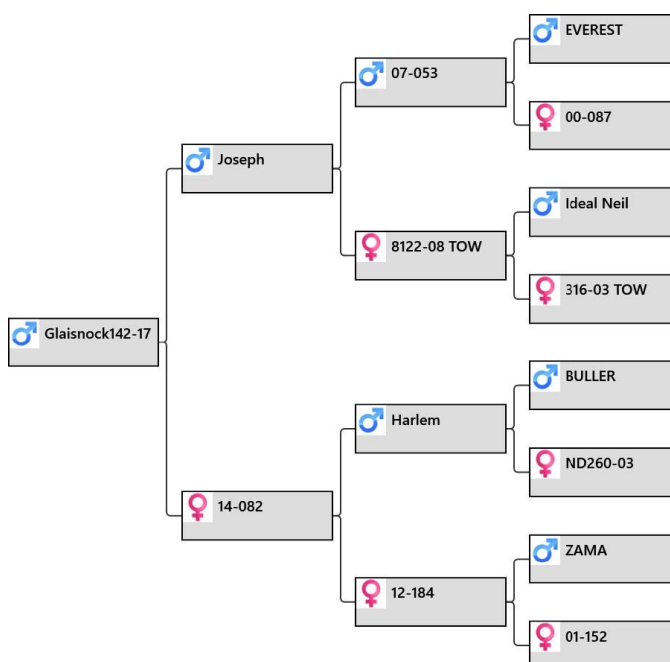 EVEREST
07-053
00-087
Joseph
Ideal Neil
8122-08 TOW
316-03 TOW
Glaisnock142-17
BULLER
Harlem
ND260-03
14-082
ZAMA
12-184
01-152